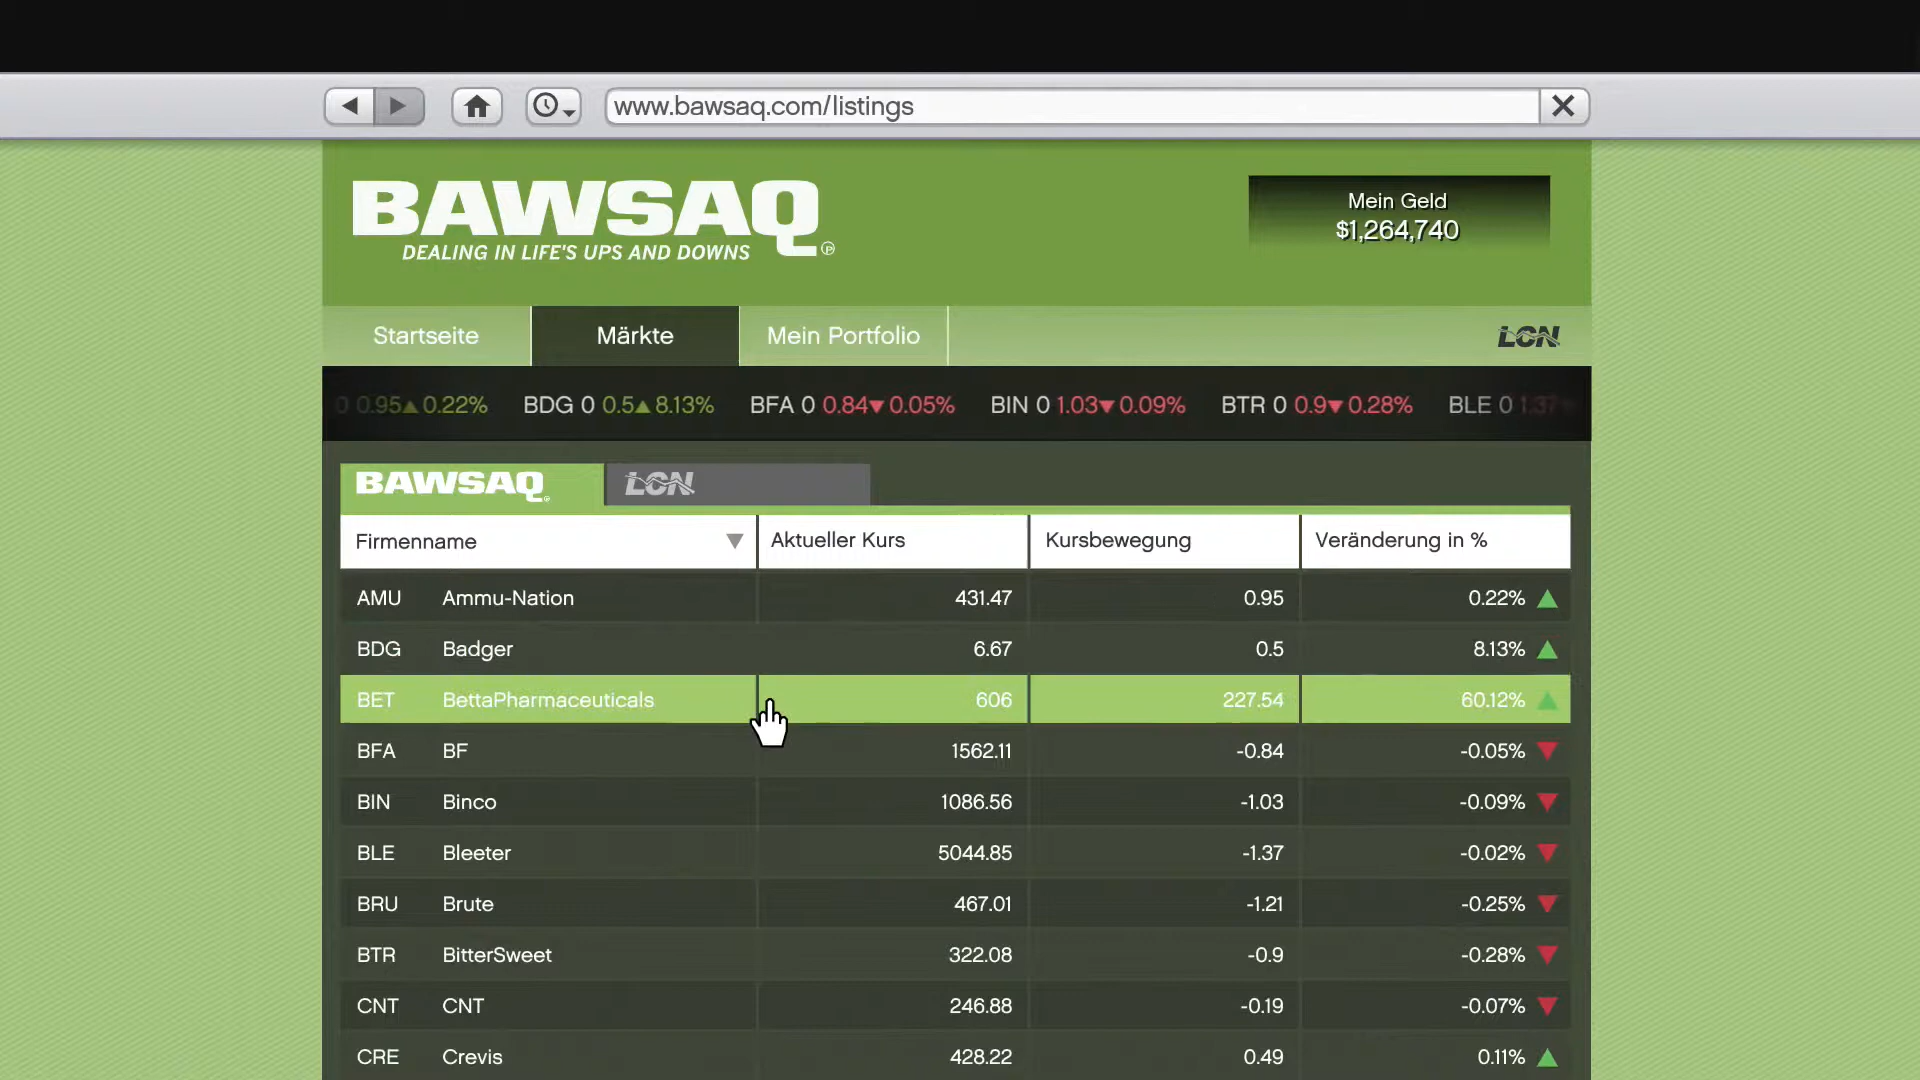 www.bawsaq.com/listings
BAWSAQ
DEALING IN LIFE'S UPS AND DOWNS
Mein Geld
$1,264,740
Startseite Märkte Mein Portfolio LCN
0 0.95▲0.22% BDG 0 0.5▲8.13% BFA 0 0.84▼0.05% BIN 0 1.03▼0.09% BTR 0 0.9▼0.28% BLE 0 1.37▼
BAWSAQ LCN
Firmenname ▼ Aktueller Kurs Kursbewegung Veränderung in %
AMU Ammu-Nation 431.47 0.95 0.22% ▲
BDG Badger 6.67 0.5 8.13% ▲
BET BettaPharmaceuticals 606 227.54 60.12% ▲
BFA BF 1562.11 -0.84 -0.05% ▼
BIN Binco 1086.56 -1.03 -0.09% ▼
BLE Bleeter 5044.85 -1.37 -0.02% ▼
BRU Brute 467.01 -1.21 -0.25% ▼
BTR BitterSweet 322.08 -0.9 -0.28% ▼
CNT CNT 246.88 -0.19 -0.07% ▼
CRE Crevis 428.22 0.49 0.11% ▲